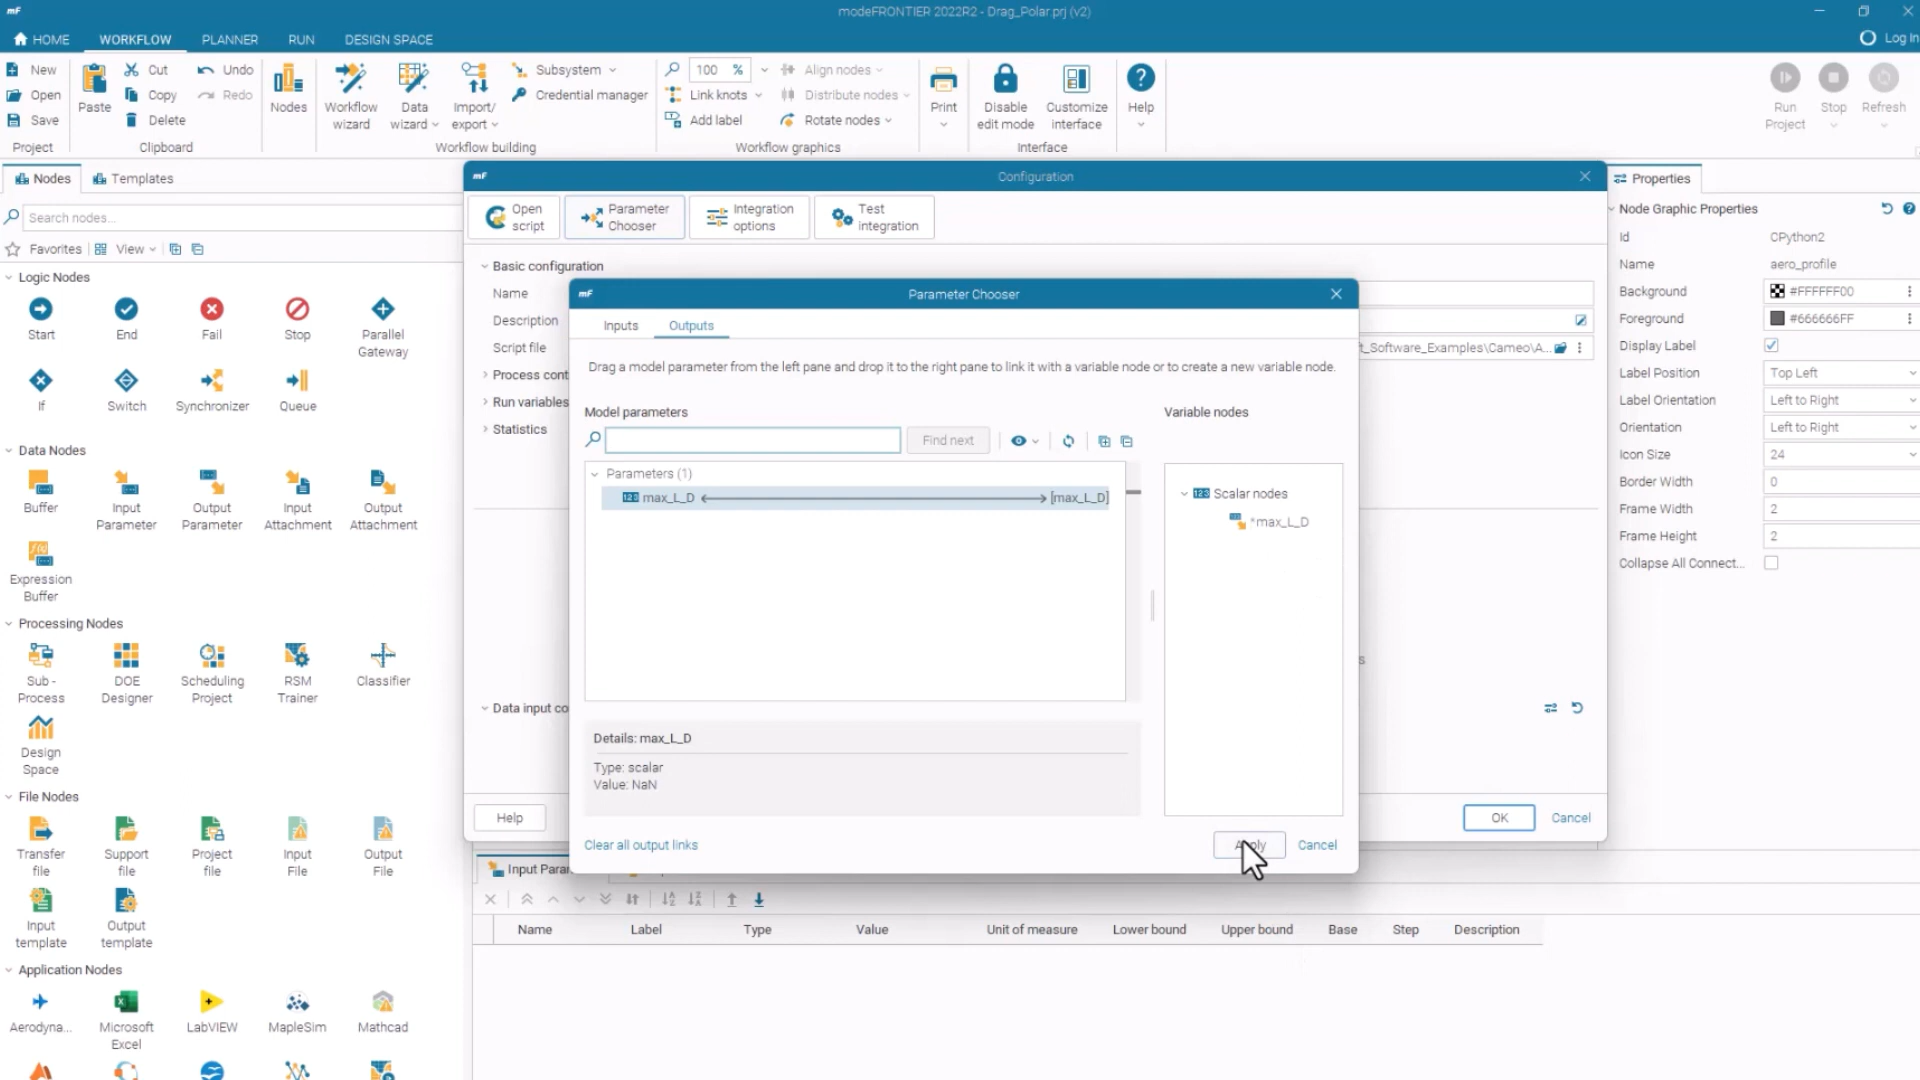 mF
modeFRONTIER 2022R2 - Drag_Polar.prj (v2)
HOME WORKFLOW PLANNER RUN DESIGN SPACE
Log In
New
Open
Save
Project
Paste
Cut
Copy
Delete
Undo
Redo
Clipboard
Nodes
Workflow
wizard
Data
wizard
Import/
export
Subsystem
Credential manager
Workflow building
100 %
Link knots
Add label
Align nodes
Distribute nodes
Rotate nodes
Workflow graphics
Print
Disable
edit mode
Customize
interface
Interface
Help
Run
Project
Stop
Refresh
Nodes Templates
Search nodes...
Favorites View
Logic Nodes
Start End Fail Stop Parallel
Gateway
If Switch Synchronizer Queue
Data Nodes
Buffer Input
Parameter
Output
Parameter
Input
Attachment
Output
Attachment
Expression
Buffer
Processing Nodes
Sub -
Process
DOE
Designer
Scheduling
Project
RSM
Trainer
Classifier
Design
Space
File Nodes
Transfer
file
Support
file
Project
file
Input
File
Output
File
Input
template
Output
template
Application Nodes
Aerodyna...
Microsoft
Excel
LabVIEW
MapleSim
Mathcad
mF
Configuration
Open
script
Parameter
Chooser
Integration
options
Test
integration
Basic configuration
Name
Description
Script file
t_Software_Examples\Cameo\A...
Process cont
Run variables
Statistics
Data input co
s
Help
OK
Cancel
mF
Parameter Chooser
Inputs Outputs
Drag a model parameter from the left pane and drop it to the right pane to link it with a variable node or to create a new variable node.
Model parameters
Find next
Parameters (1)
123 max_L_D [max_L_D]
Variable nodes
123 Scalar nodes
*max_L_D
Details: max_L_D
Type: scalar
Value: NaN
Clear all output links
Apply
Cancel
Input Para
Name Label Type Value Unit of measure Lower bound Upper bound Base Step Description
Properties
Node Graphic Properties
Id CPython2
Name aero_profile
Background #FFFFFF00
Foreground #666666FF
Display Label
Label Position Top Left
Label Orientation Left to Right
Orientation Left to Right
Icon Size 24
Border Width 0
Frame Width 2
Frame Height 2
Collapse All Connect...